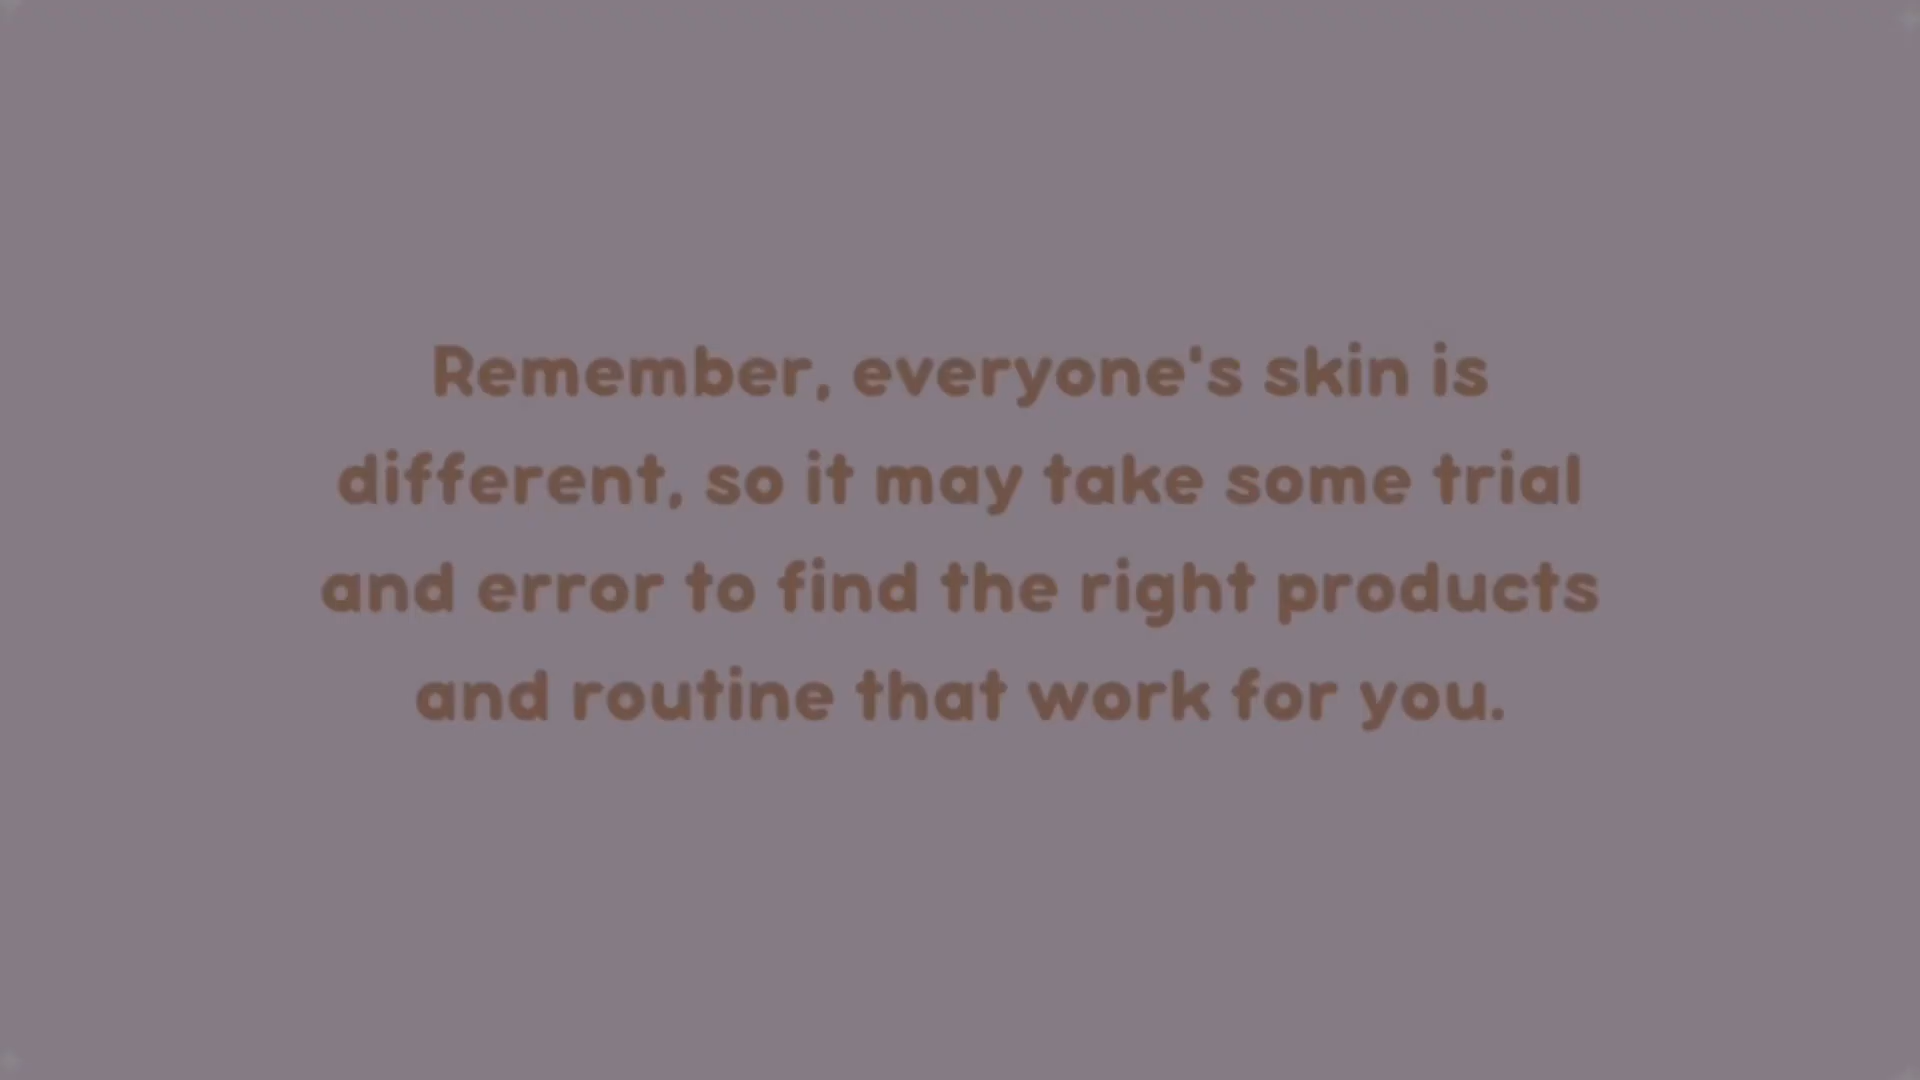 Remember, everyone's skin is
different, so it may take some trial
and error to find the right products
and routine that work for you.